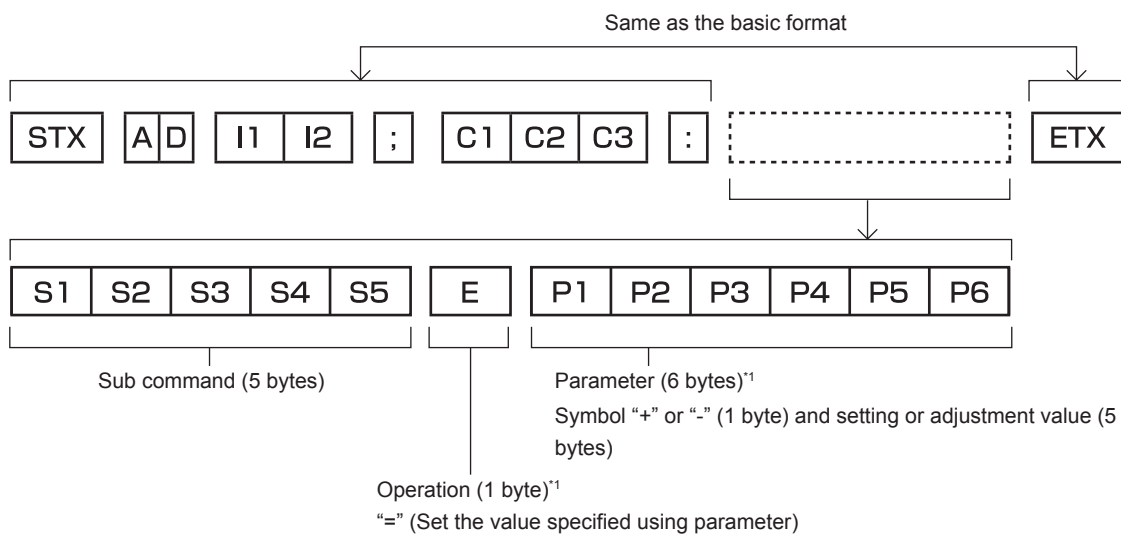 Same as the basic format
STX A D I1 I2 ; C1 C2 C3 : ETX
S1 S2 S3 S4 S5 E P1 P2 P3 P4 P5 P6
Sub command (5 bytes)
Parameter (6 bytes)*1
Symbol “+” or “-” (1 byte) and setting or adjustment value (5
bytes)
Operation (1 byte)*1
“=” (Set the value specified using parameter)